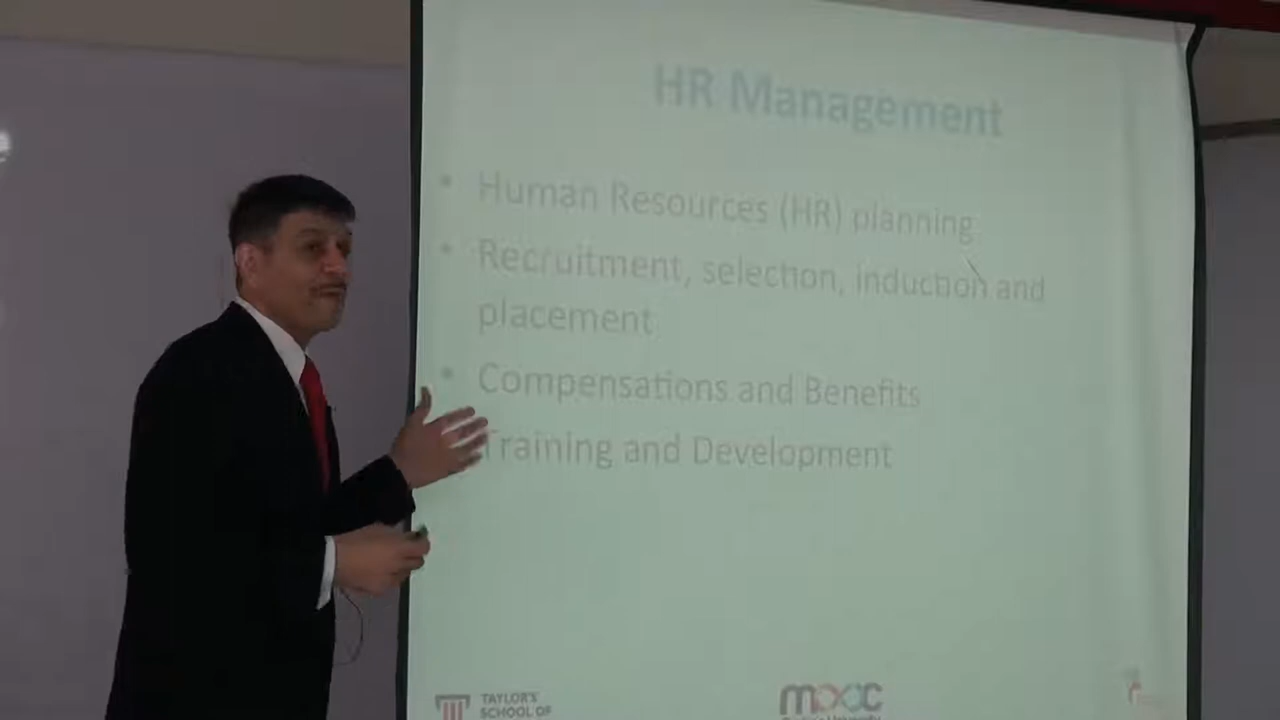 HR Management
• Human Resources (HR) planning
• Recruitment, selection, induction and
placement
• Compensations and Benefits
Training and Development
TAYLOR'S
SCHOOL OF
mooc